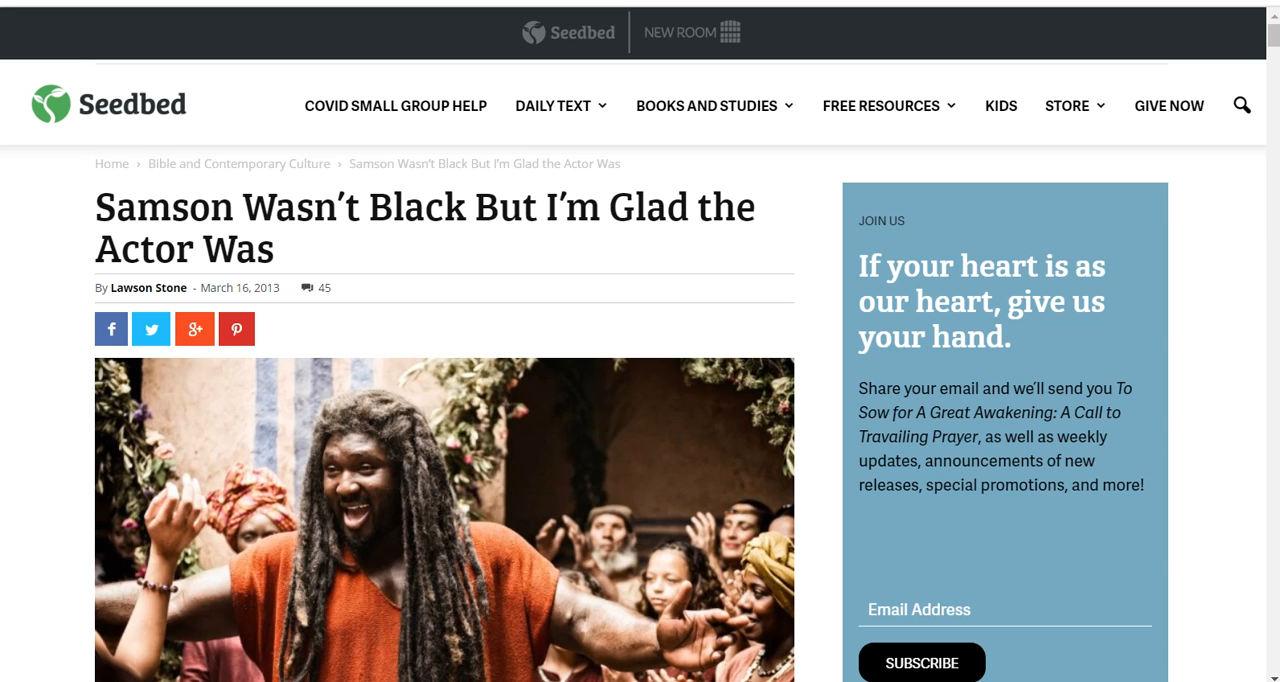 Seedbed NEW ROOM
Seedbed
COVID SMALL GROUP HELP DAILY TEXT BOOKS AND STUDIES FREE RESOURCES KIDS STORE GIVE NOW
Home › Bible and Contemporary Culture › Samson Wasn't Black But I'm Glad the Actor Was
Samson Wasn't Black But I'm Glad the
Actor Was
By Lawson Stone - March 16, 2013 45
JOIN US
If your heart is as
our heart, give us
your hand.
Share your email and we'll send you To
Sow for A Great Awakening: A Call to
Travailing Prayer, as well as weekly
updates, announcements of new
releases, special promotions, and more!
Email Address
SUBSCRIBE